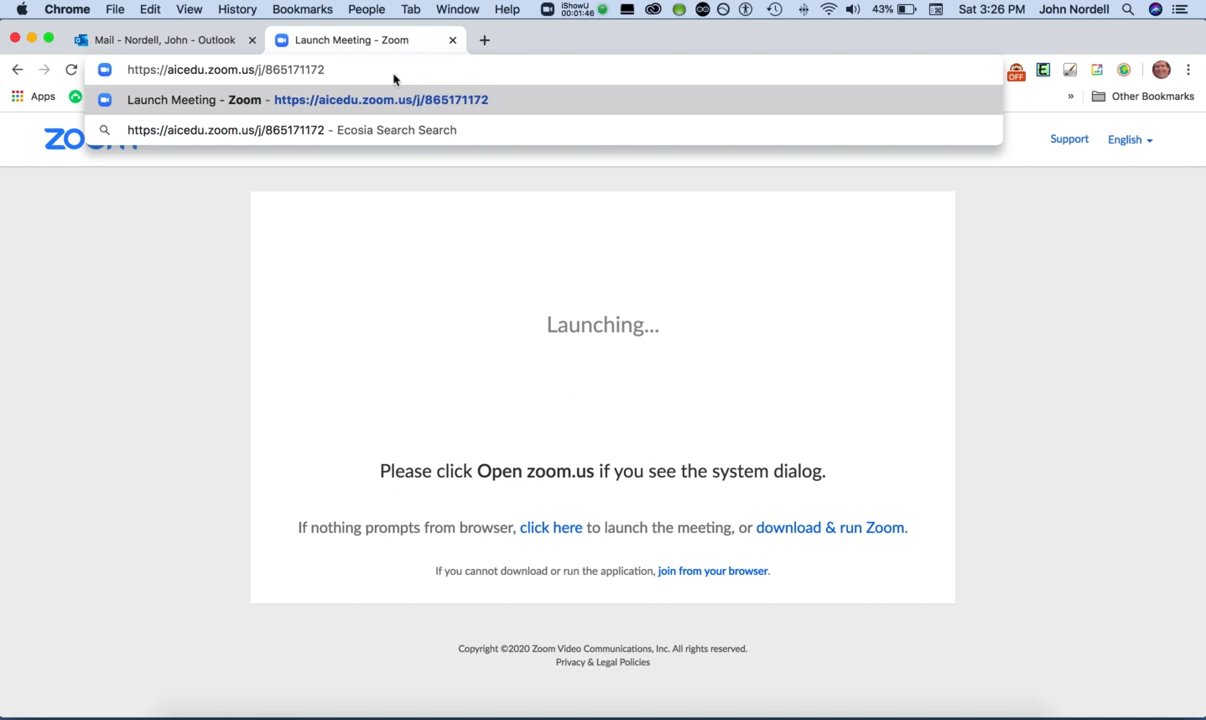 Chrome File Edit View History Bookmarks People Tab Window Help iShowU 00:01:46 43% Sat 3:26 PM John Nordell
Mail - Nordell, John - Outlook Launch Meeting - Zoom
https://aicedu.zoom.us/j/865171172
OFF
Launch Meeting - Zoom - https://aicedu.zoom.us/j/865171172
Apps » Other Bookmarks
https://aicedu.zoom.us/j/865171172 - Ecosia Search Search
Support English
Launching...
Please click Open zoom.us if you see the system dialog.
If nothing prompts from browser, click here to launch the meeting, or download & run Zoom.
If you cannot download or run the application, join from your browser.
Copyright ©2020 Zoom Video Communications, Inc. All rights reserved.
Privacy & Legal Policies